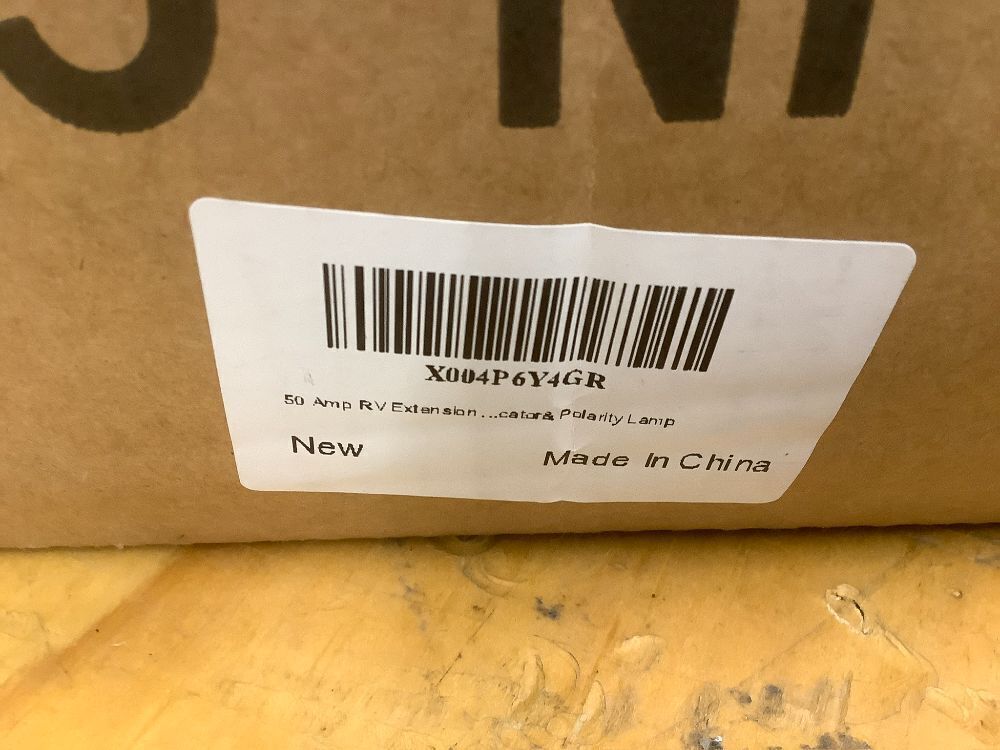 X004P6Y4GR
50 Amp RV Extension ...cator& Polarity Lamp
New
Made In China